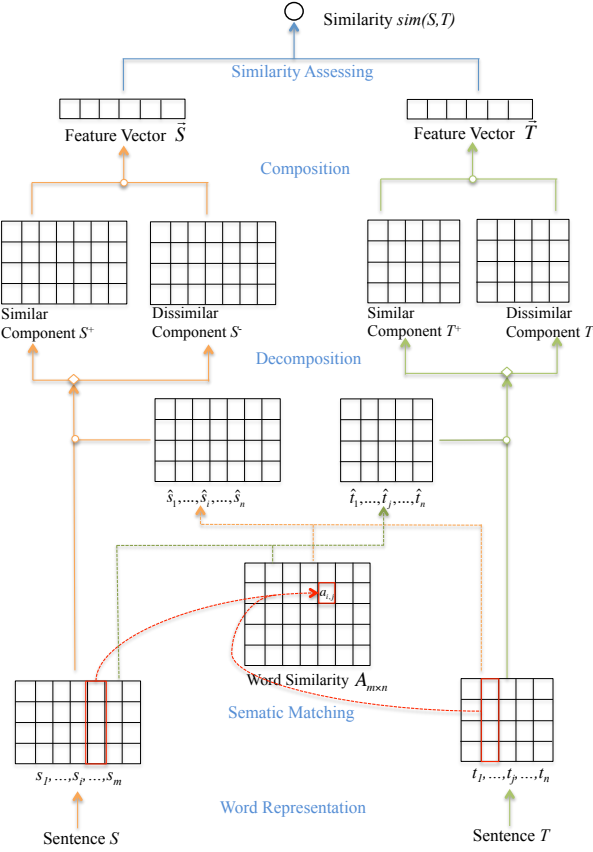 Similarity sim(S,T)
Similarity Assessing
Feature Vector S⃗
Feature Vector T⃗
Composition
Similar
Component S⁺
Dissimilar
Component S⁻
Similar
Component T⁺
Dissimilar
Component T
Decomposition
ŝ₁,...,ŝᵢ,...,ŝₙ
t̂₁,...,t̂ⱼ,...,t̂ₙ
aᵢ,ⱼ
Word Similarity Aₘ×ₙ
Sematic Matching
s₁,...,sᵢ,...,sₘ
t₁,...,tⱼ,...,tₙ
Word Representation
Sentence S
Sentence T